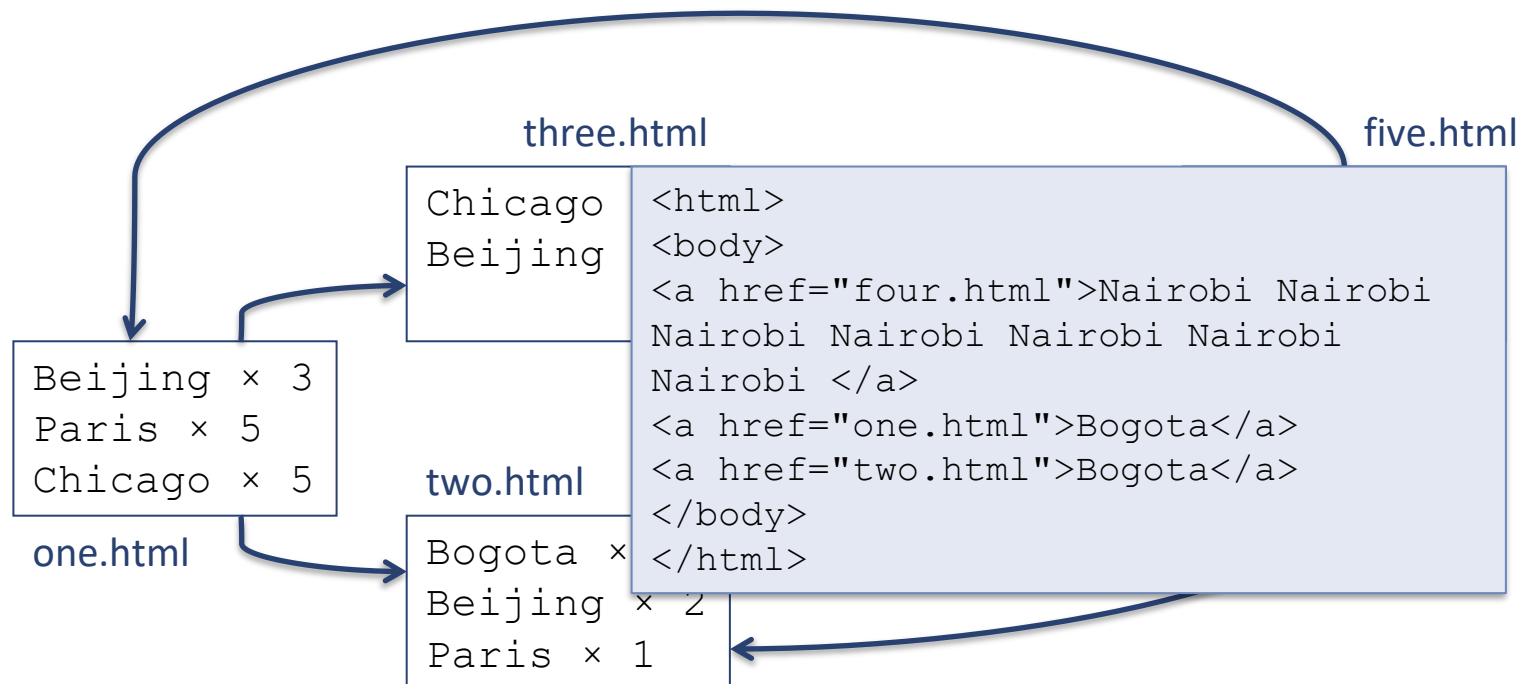 three.html
five.html
Chicago
Beijing
<html>
<body>
<a href="four.html">Nairobi Nairobi
Nairobi Nairobi Nairobi Nairobi
Nairobi </a>
<a href="one.html">Bogota</a>
<a href="two.html">Bogota</a>
</body>
</html>
Beijing × 3
Paris × 5
Chicago × 5
one.html
two.html
Bogota ×
Beijing × 2
Paris × 1